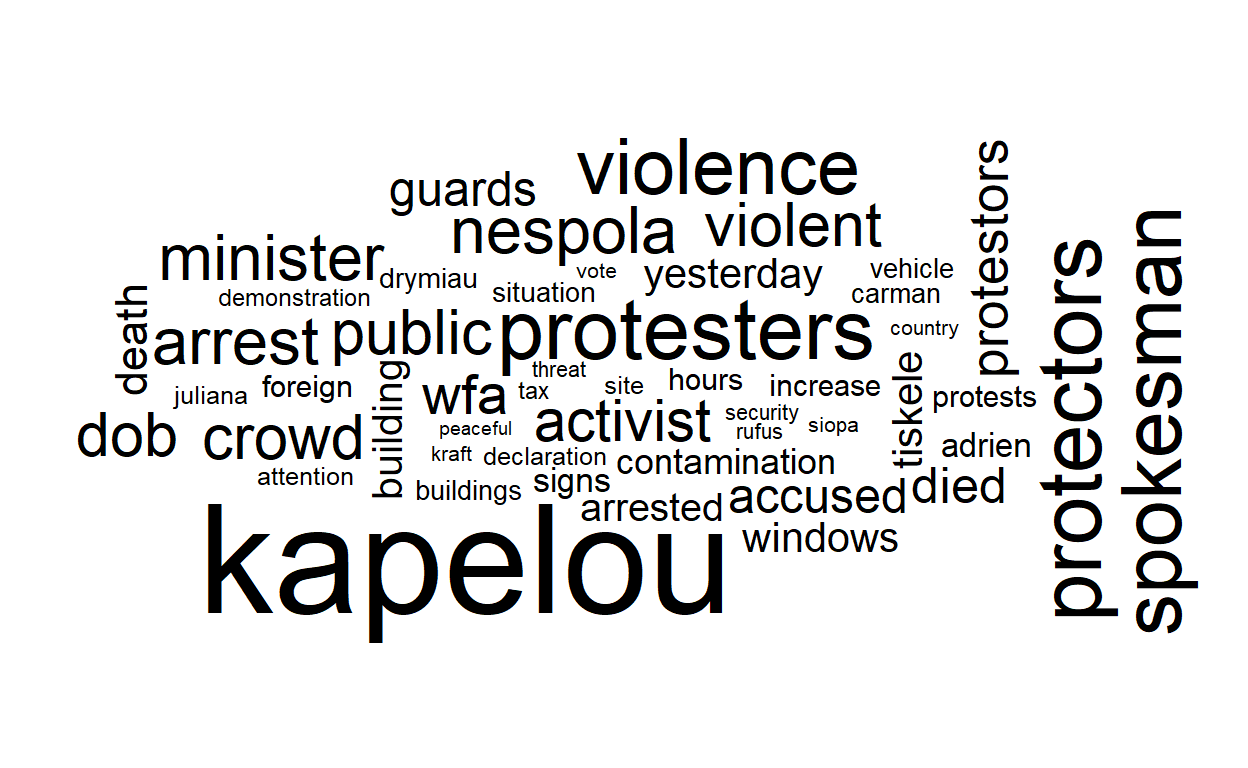 violence
guards
nespola
violent
minister
drymiau
vote
yesterday
vehicle
demonstration
situation
carman
protestors
death
arrest
public
protesters
country
protectors
spokesman
juliana
foreign
building
wfa
threat
tax
site
hours
increase
tiskele
protests
dob
crowd
peaceful
activist
security
rufus
siopa
adrien
attention
kraft
declaration
contamination
buildings
signs
arrested
accused
died
kapelou
windows